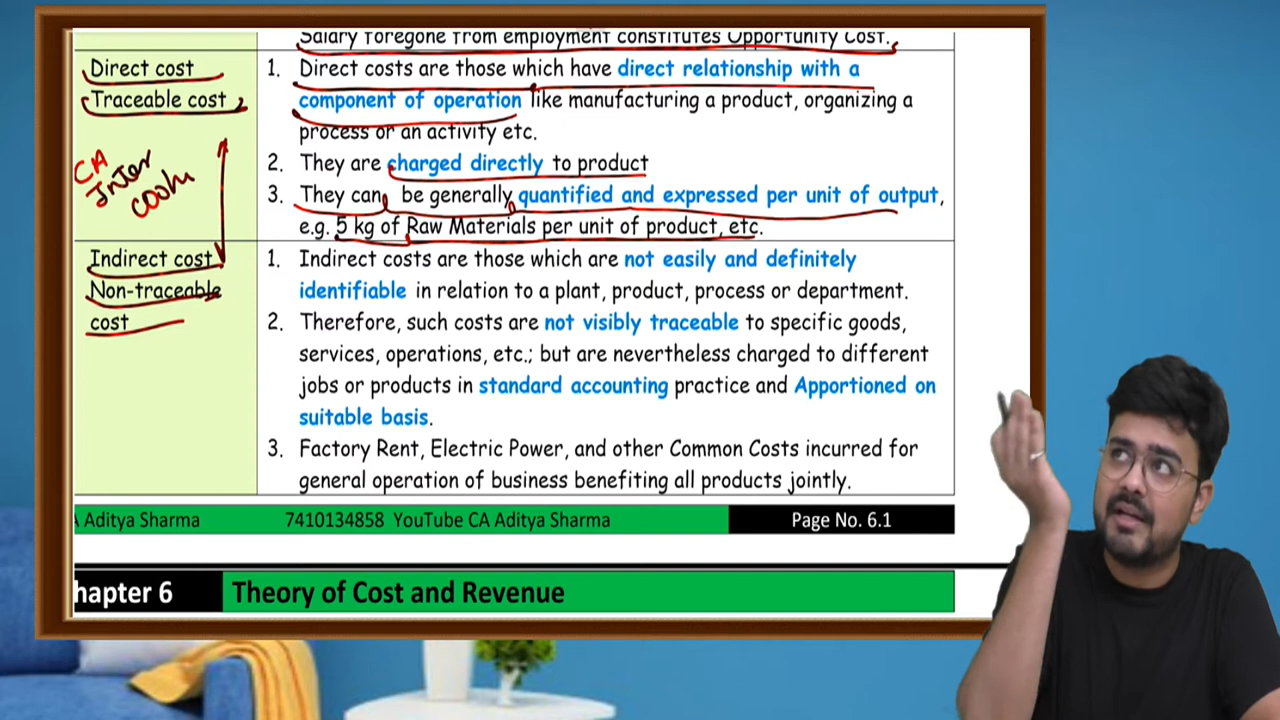 Salary foregone from employment constitutes Opportunity Cost.
Direct cost
Traceable cost
1. Direct costs are those which have direct relationship with a
component of operation like manufacturing a product, organizing a
process or an activity etc.
2. They are charged directly to product
3. They can be generally quantified and expressed per unit of output,
e.g. 5 kg of Raw Materials per unit of product, etc.
CA
Inter
Indirect cost
Non-traceable
cost
1. Indirect costs are those which are not easily and definitely
identifiable in relation to a plant, product, process or department.
2. Therefore, such costs are not visibly traceable to specific goods,
services, operations, etc.; but are nevertheless charged to different
jobs or products in standard accounting practice and Apportioned on
suitable basis.
3. Factory Rent, Electric Power, and other Common Costs incurred for
general operation of business benefiting all products jointly.
A Aditya Sharma 7410134858 YouTube CA Aditya Sharma Page No. 6.1
hapter 6 Theory of Cost and Revenue